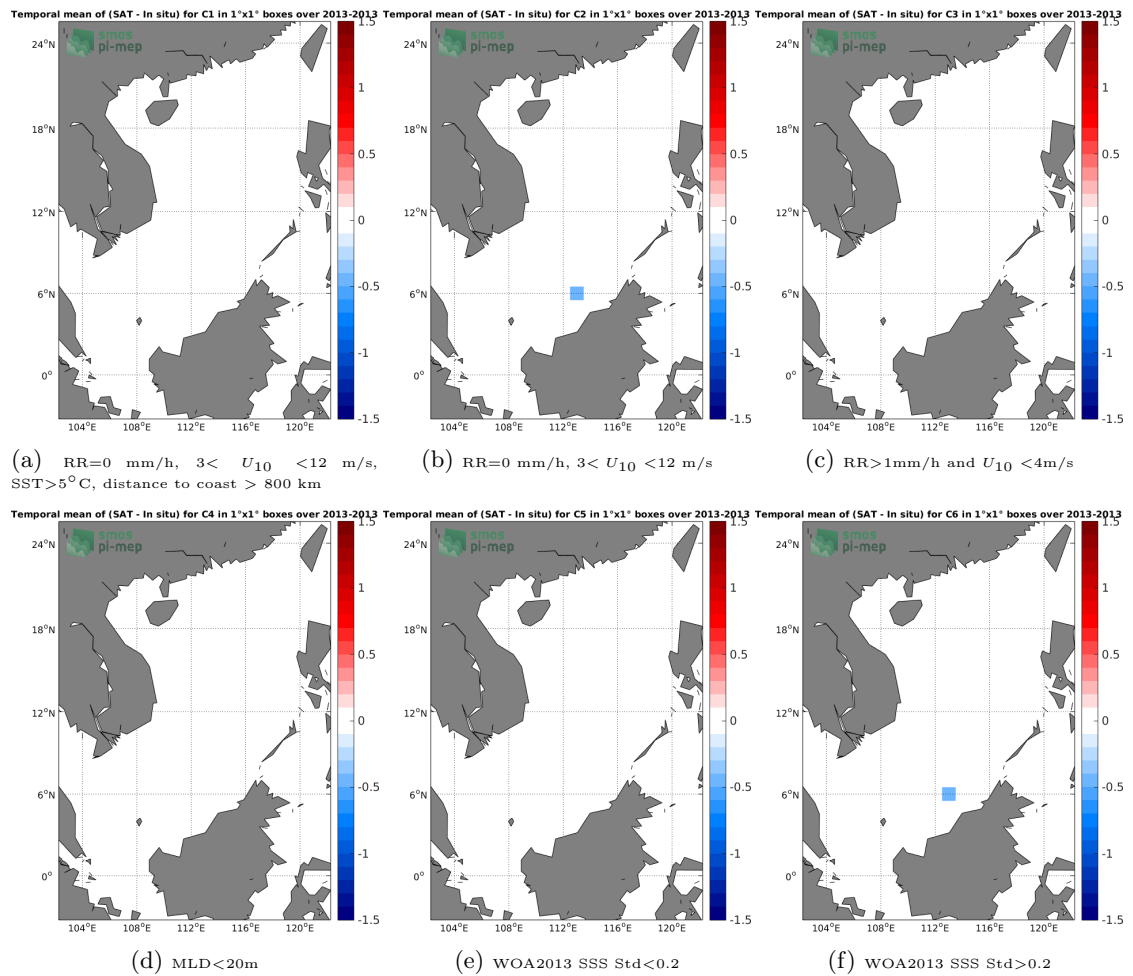 Temporal mean of (SAT - In situ) for C1 in 1°x1° boxes over 2013-2013
smos
pi-mep
24°N
18°N
12°N
6°N
0°
104°E
108°E
112°E
116°E
120°E
1.5
1
0.5
0
-0.5
-1
-1.5
(a) RR=0 mm/h, 3< U10 <12 m/s,
SST>5°C, distance to coast > 800 km
Temporal mean of (SAT - In situ) for C2 in 1°x1° boxes over 2013-2013
smos
pi-mep
24°N
18°N
12°N
6°N
0°
104°E
108°E
112°E
116°E
120°E
1.5
1
0.5
0
-0.5
-1
-1.5
(b) RR=0 mm/h, 3< U10 <12 m/s
Temporal mean of (SAT - In situ) for C3 in 1°x1° boxes over 2013-2013
smos
pi-mep
24°N
18°N
12°N
6°N
0°
104°E
108°E
112°E
116°E
120°E
1.5
1
0.5
0
-0.5
-1
-1.5
(c) RR>1mm/h and U10 <4m/s
Temporal mean of (SAT - In situ) for C4 in 1°x1° boxes over 2013-2013
smos
pi-mep
24°N
18°N
12°N
6°N
0°
104°E
108°E
112°E
116°E
120°E
1.5
1
0.5
0
-0.5
-1
-1.5
(d) MLD<20m
Temporal mean of (SAT - In situ) for C5 in 1°x1° boxes over 2013-2013
smos
pi-mep
24°N
18°N
12°N
6°N
0°
104°E
108°E
112°E
116°E
120°E
1.5
1
0.5
0
-0.5
-1
-1.5
(e) WOA2013 SSS Std<0.2
Temporal mean of (SAT - In situ) for C6 in 1°x1° boxes over 2013-2013
smos
pi-mep
24°N
18°N
12°N
6°N
0°
104°E
108°E
112°E
116°E
120°E
1.5
1
0.5
0
-0.5
-1
-1.5
(f) WOA2013 SSS Std>0.2